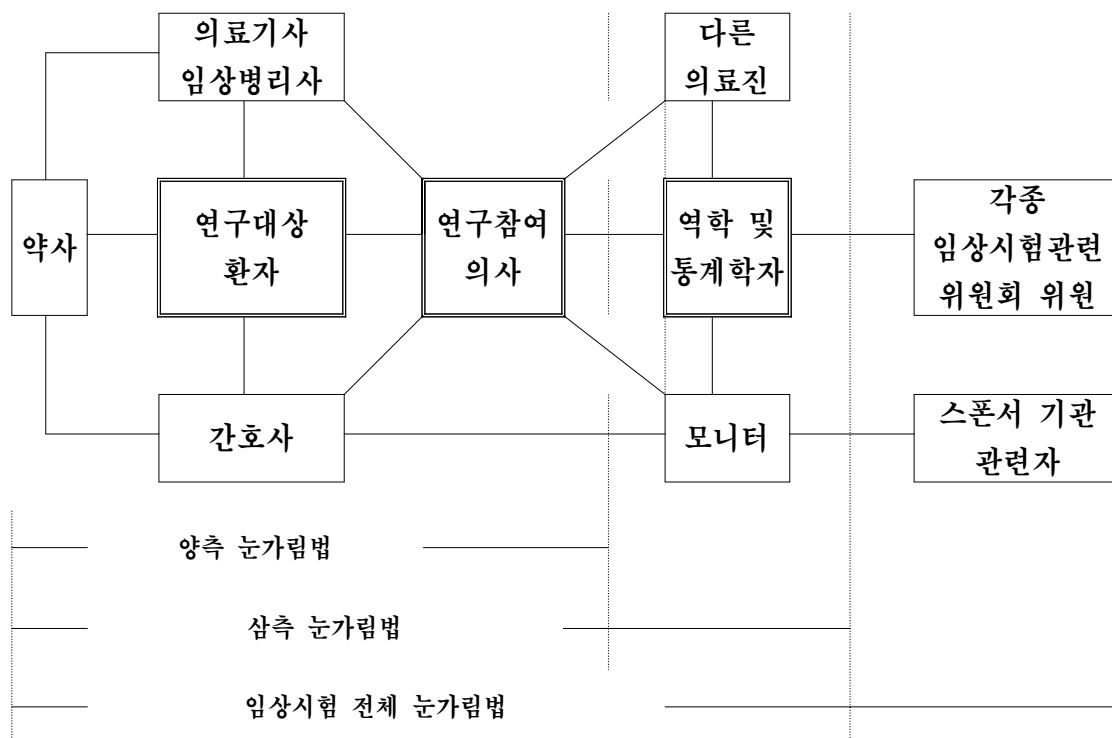 의료기사
임상병리사
다른
의료진
약사
연구대상
환자
연구참여
의사
역학 및
통계학자
각종
임상시험관련
위원회 위원
간호사
모니터
스폰서 기관
관련자
양측 눈가림법
삼측 눈가림법
임상시험 전체 눈가림법